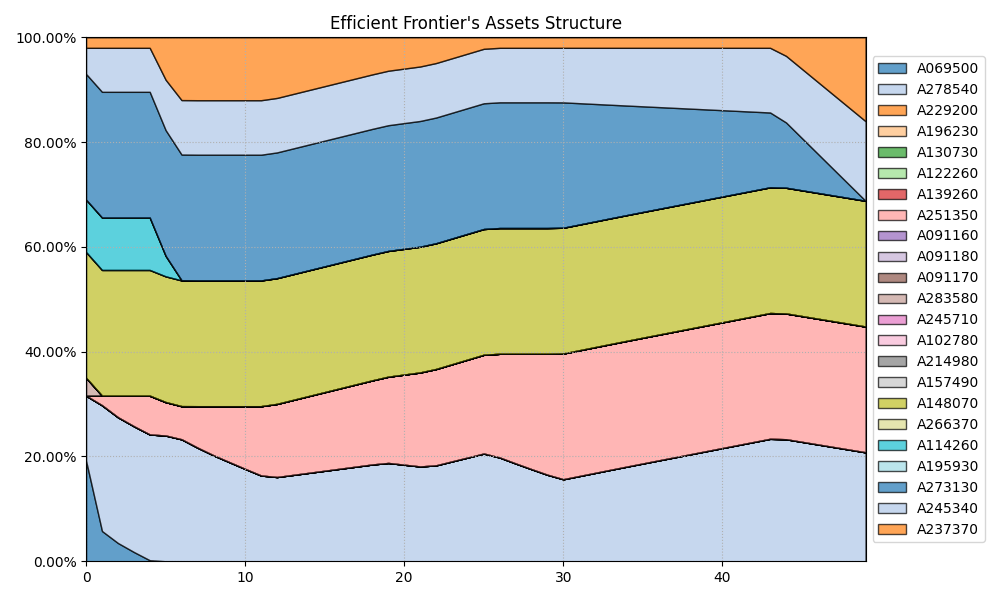 Efficient Frontier's Assets Structure
100.00%
80.00%
60.00%
40.00%
20.00%
0.00%
0
10
20
30
40
A069500
A278540
A229200
A196230
A130730
A122260
A139260
A251350
A091160
A091180
A091170
A283580
A245710
A102780
A214980
A157490
A148070
A266370
A114260
A195930
A273130
A245340
A237370